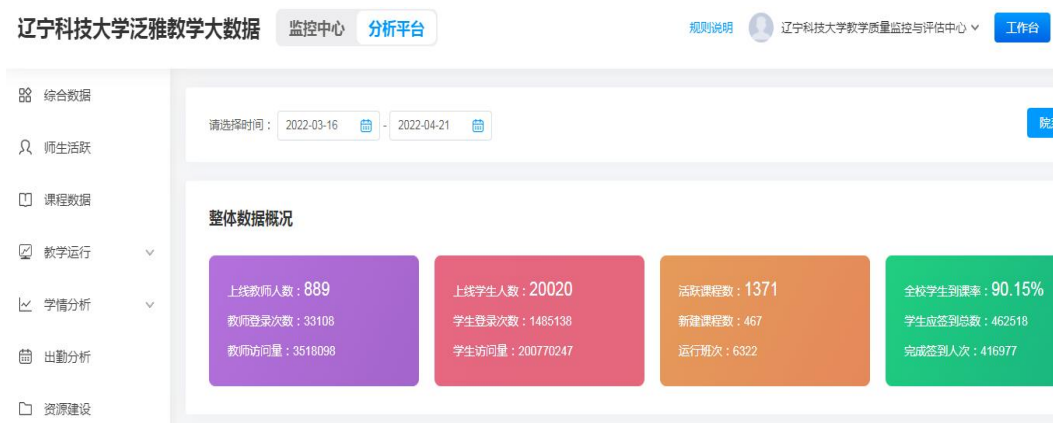 辽宁科技大学泛雅教学大数据 监控中心 分析平台 规则说明 辽宁科技大学教学质量监控与评估中心 工作台
综合数据
师生活跃
课程数据
教学运行
学情分析
出勤分析
资源建设
请选择时间： 2022-03-16 - 2022-04-21
整体数据概况
上线教师人数：889
教师登录次数：33108
教师访问量：3518098
上线学生人数：20020
学生登录次数：1485138
学生访问量：200770247
活跃课程数：1371
新建课程数：467
运行班次：6322
全校学生到课率：90.15%
学生应签到总数：462518
完成签到人次：416977